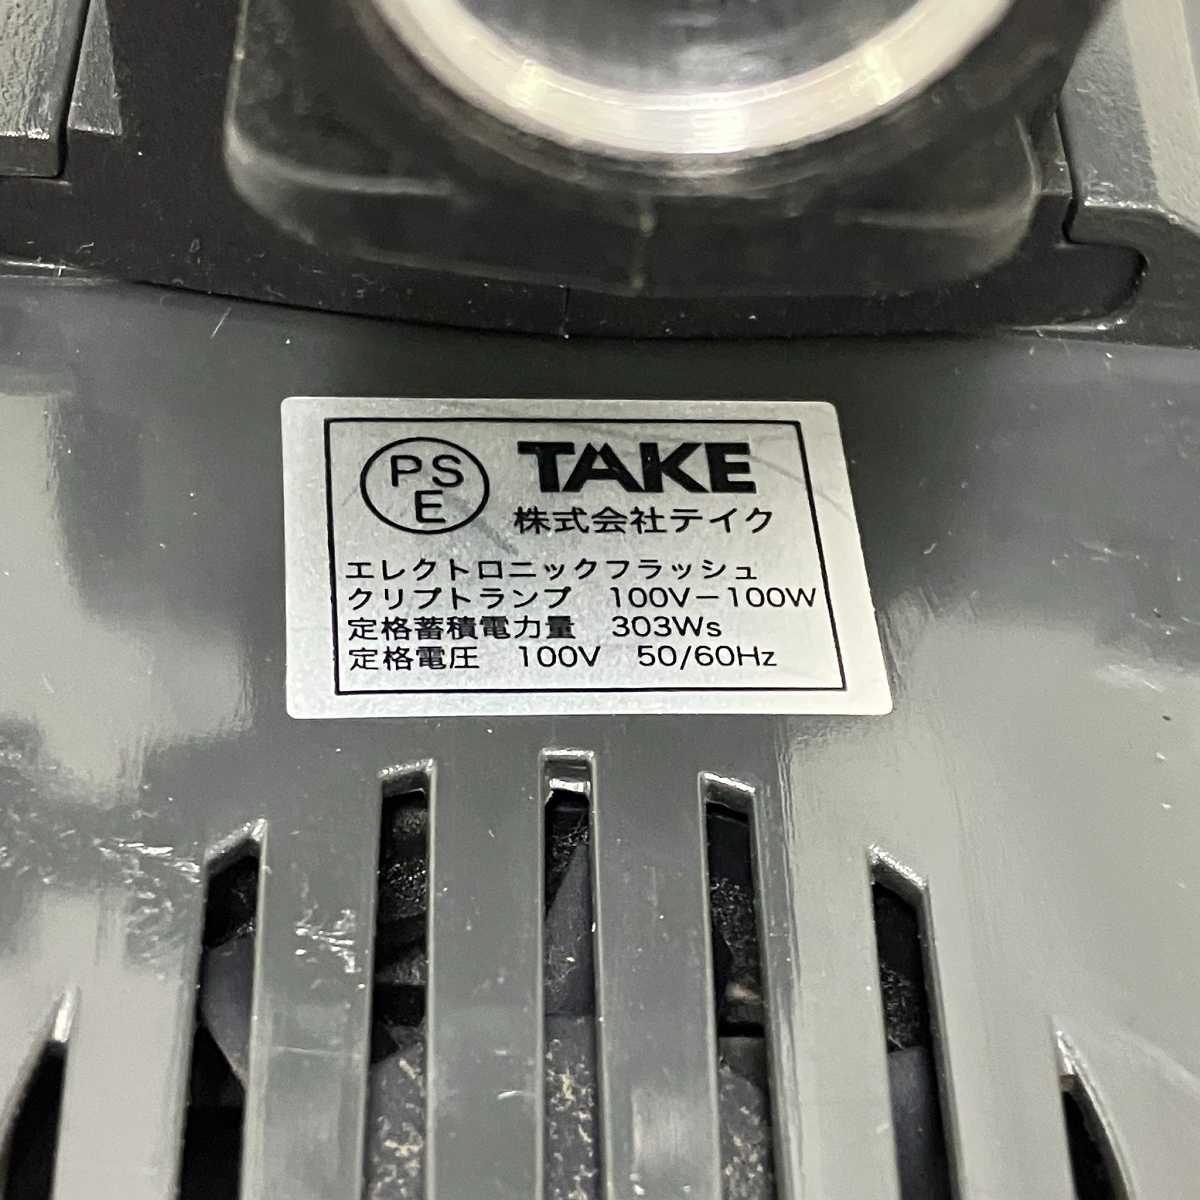 PS
E
TAKE
株式会社テイク
エレクトロニックフラッシュ
クリプトランプ 100V－100W
定格蓄積電力量 303Ws
定格電圧 100V 50/60Hz